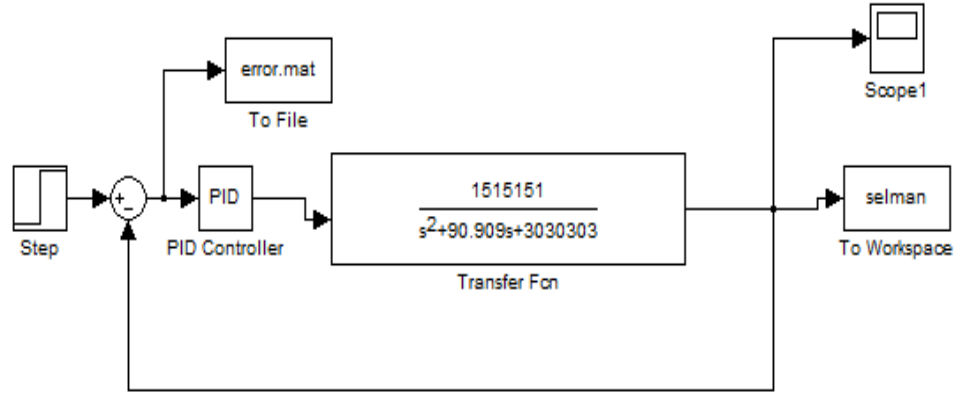 error.mat
To File
Scope1
Step
+
−
PID
PID Controller
1515151
s²+90.909s+3030303
Transfer Fcn
selman
To Workspace